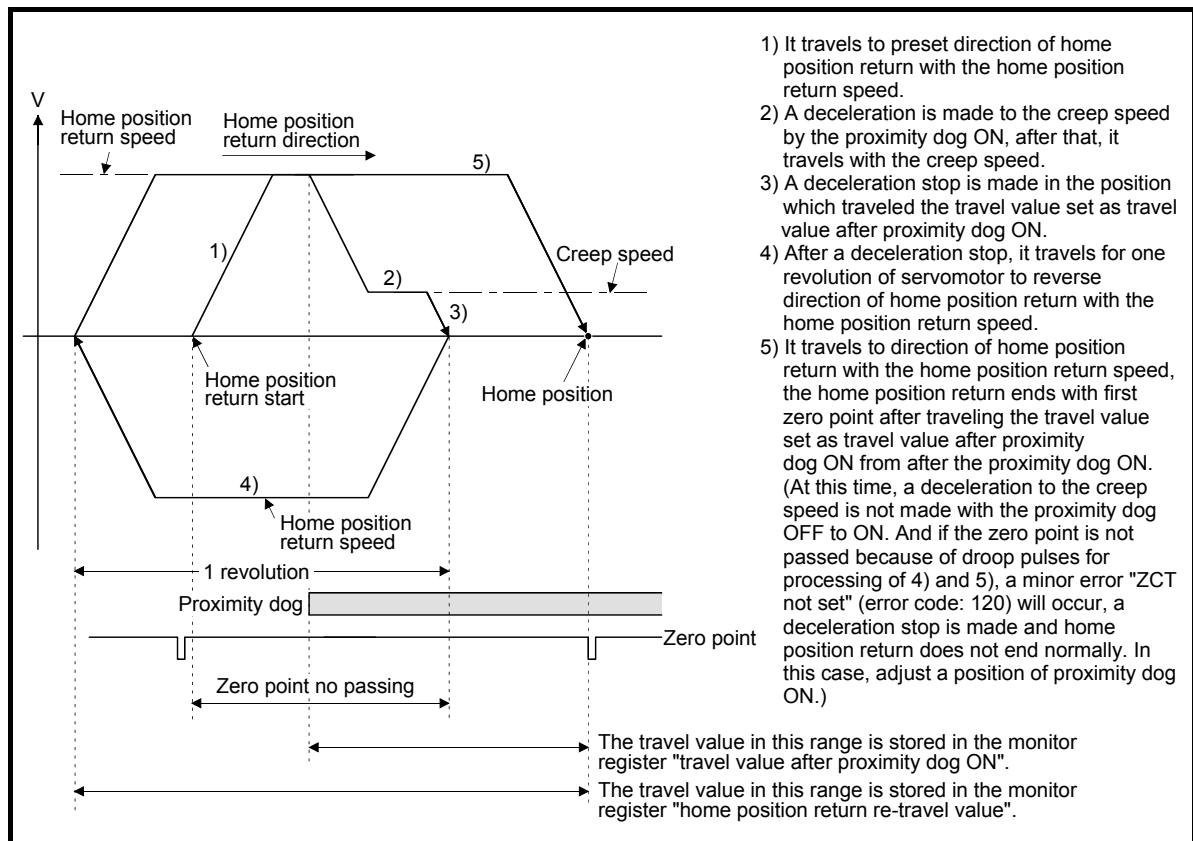 V
Home position
return speed
Home position
return direction
5)
1)
2)
Creep speed
3)
Home position
return start
Home position
4)
Home position
return speed
1 revolution
Proximity dog
Zero point
Zero point no passing
The travel value in this range is stored in the monitor
register "travel value after proximity dog ON".
The travel value in this range is stored in the monitor
register "home position return re-travel value".
1) It travels to preset direction of home
position return with the home position
return speed.
2) A deceleration is made to the creep speed
by the proximity dog ON, after that, it
travels with the creep speed.
3) A deceleration stop is made in the position
which traveled the travel value set as travel
value after proximity dog ON.
4) After a deceleration stop, it travels for one
revolution of servomotor to reverse
direction of home position return with the
home position return speed.
5) It travels to direction of home position
return with the home position return speed,
the home position return ends with first
zero point after traveling the travel value
set as travel value after proximity
dog ON from after the proximity dog ON.
(At this time, a deceleration to the creep
speed is not made with the proximity dog
OFF to ON. And if the zero point is not
passed because of droop pulses for
processing of 4) and 5), a minor error "ZCT
not set" (error code: 120) will occur, a
deceleration stop is made and home
position return does not end normally. In
this case, adjust a position of proximity dog
ON.)